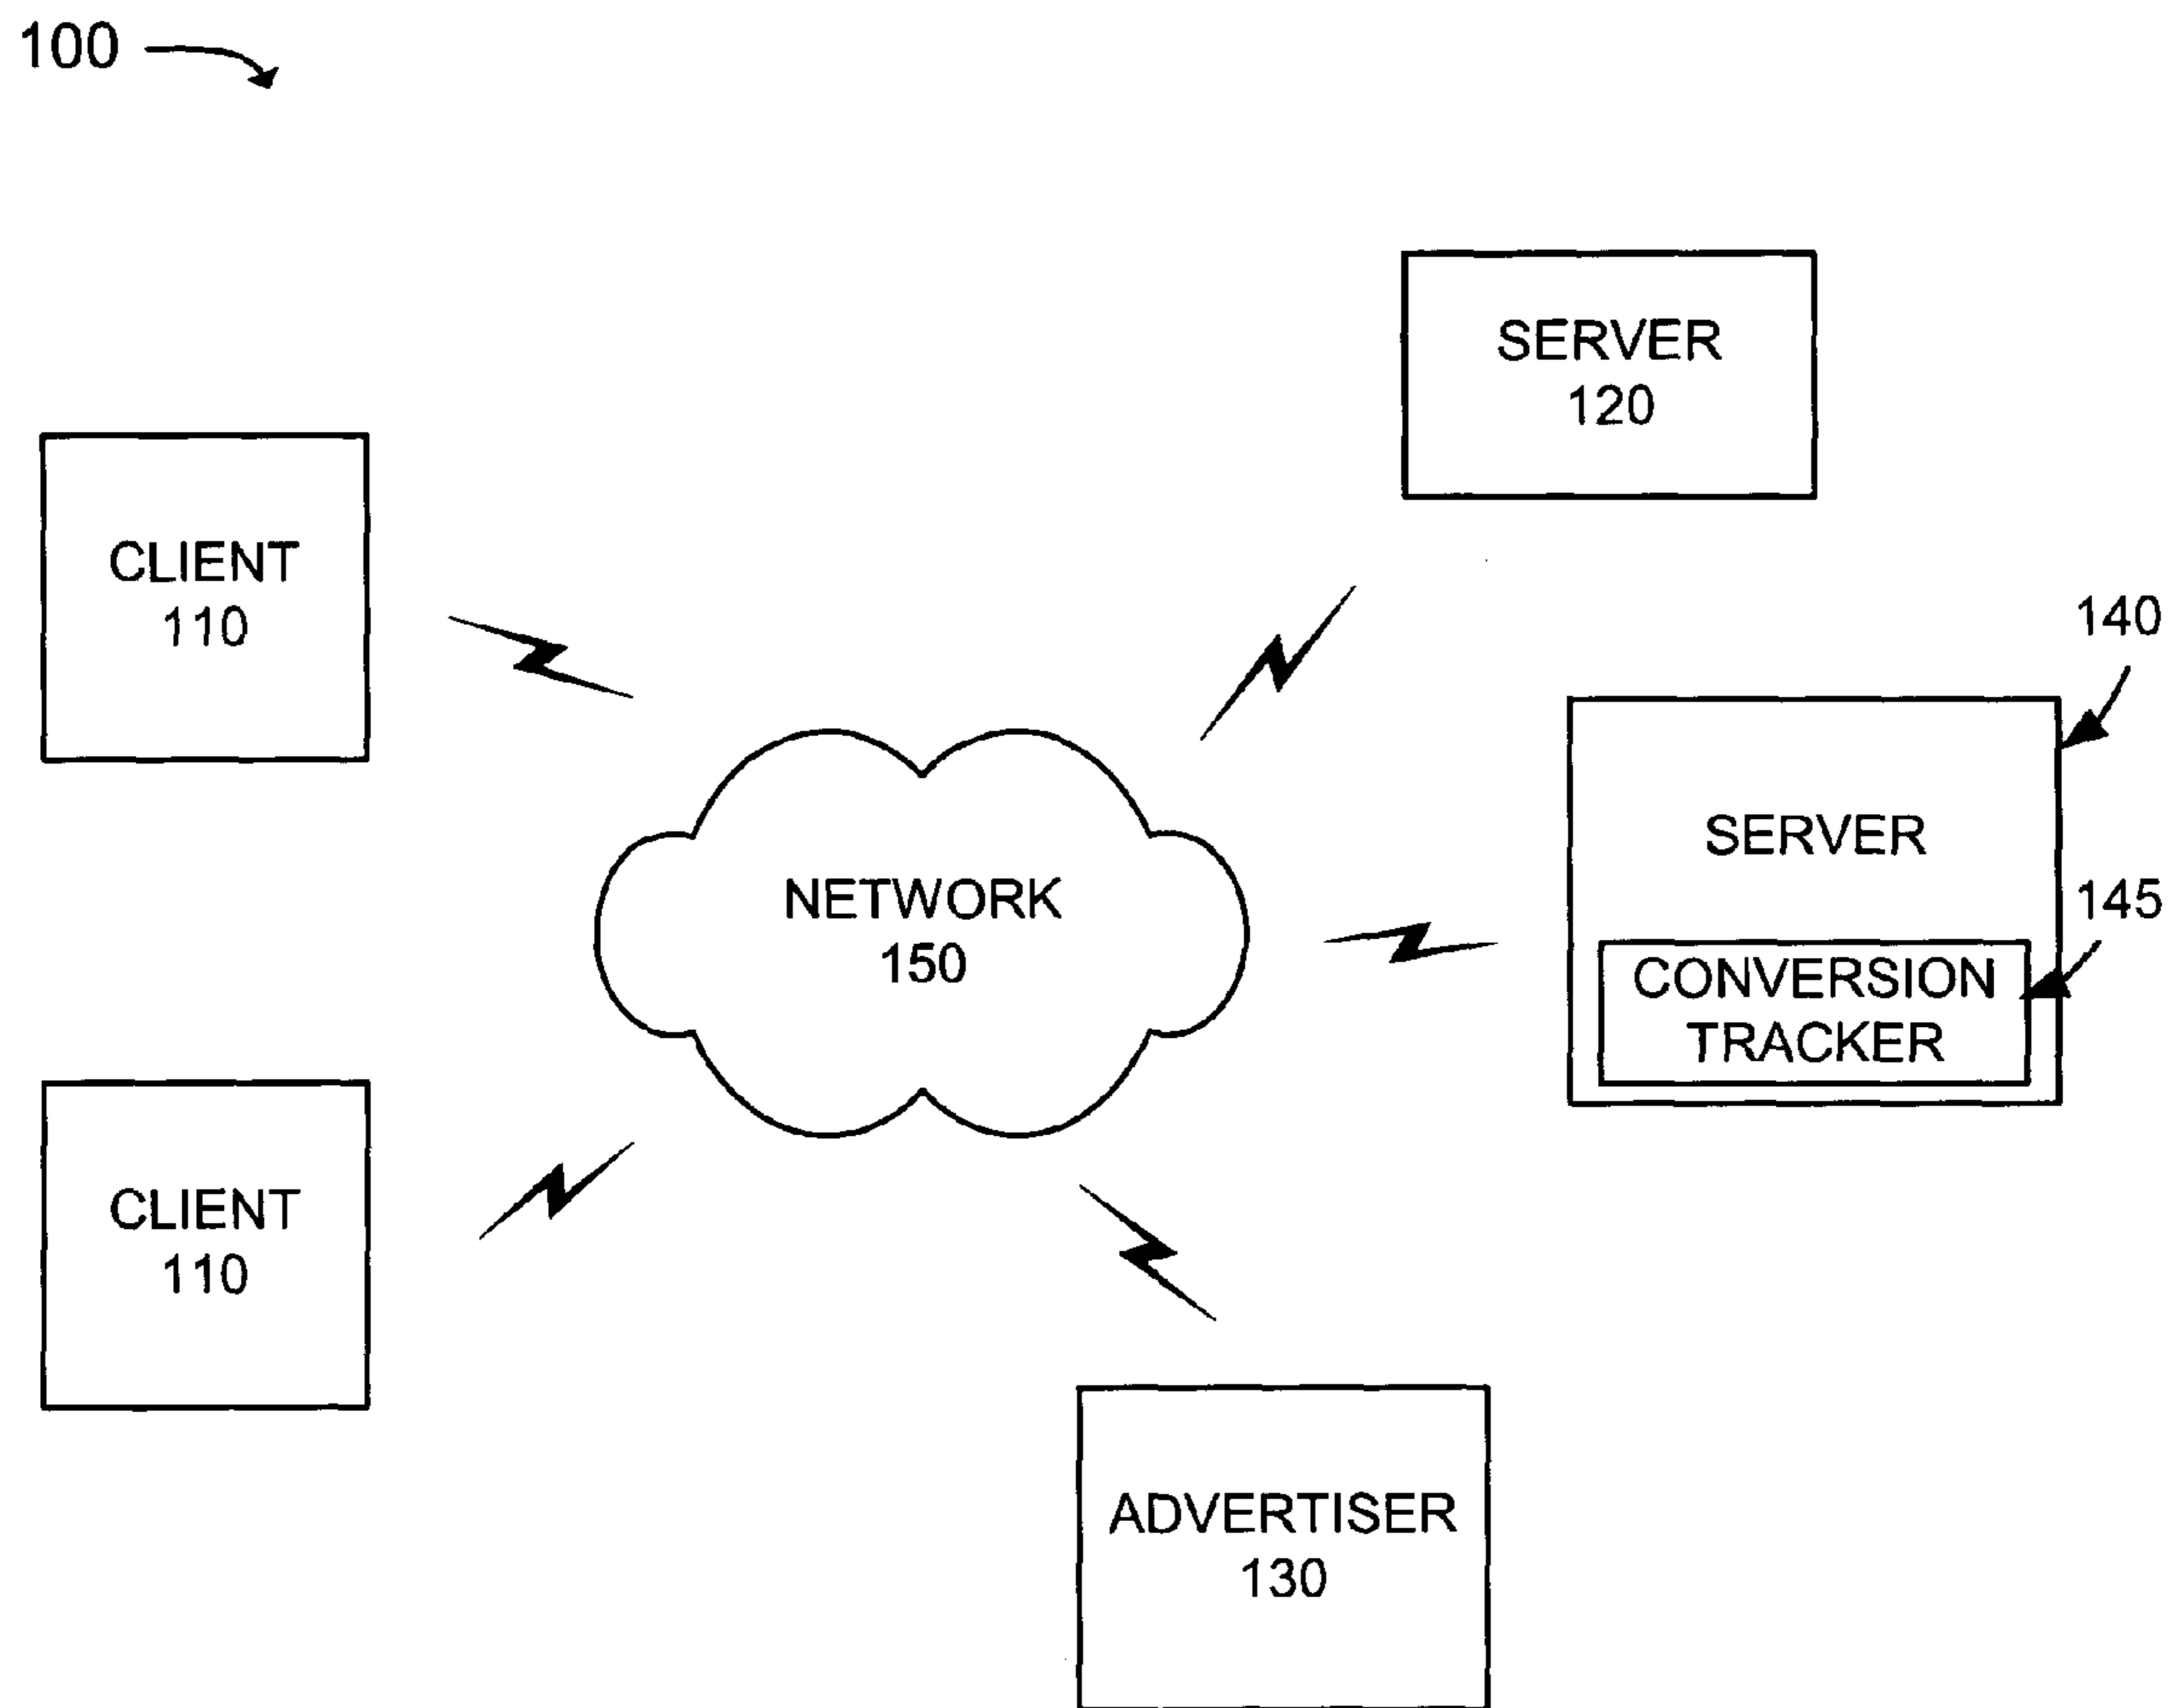 100
SERVER
120
CLIENT
110
140
SERVER
NETWORK
150
145
CONVERSION
TRACKER
CLIENT
110
ADVERTISER
130